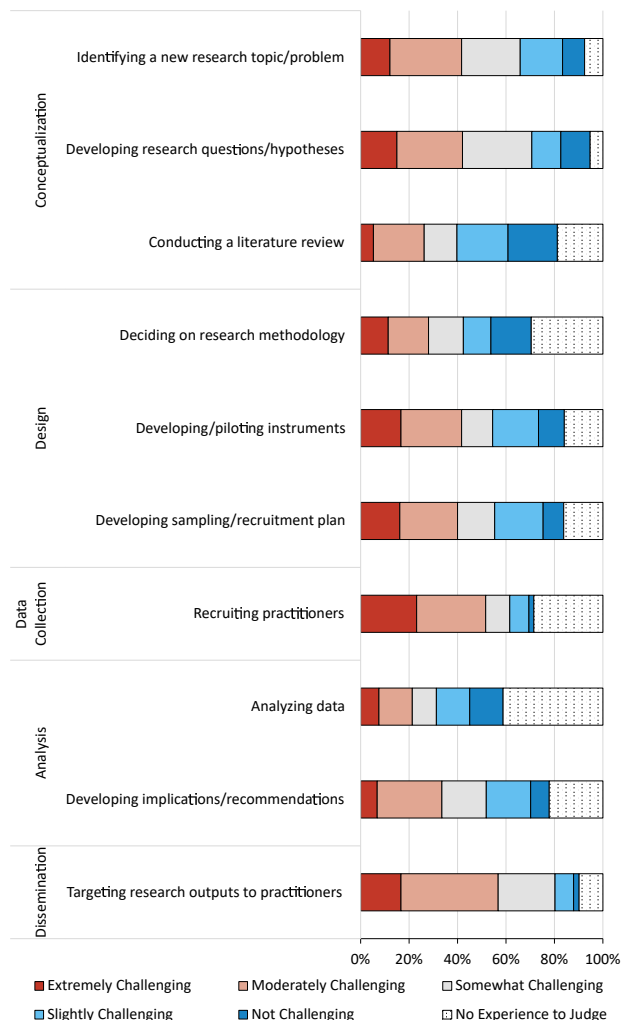 Conceptualization
Identifying a new research topic/problem
Developing research questions/hypotheses
Conducting a literature review
Design
Deciding on research methodology
Developing/piloting instruments
Developing sampling/recruitment plan
Data
Collection
Recruiting practitioners
Analysis
Analyzing data
Developing implications/recommendations
Dissemination
Targeting research outputs to practitioners
0% 20% 40% 60% 80% 100%
Extremely Challenging Moderately Challenging Somewhat Challenging
Slightly Challenging Not Challenging No Experience to Judge